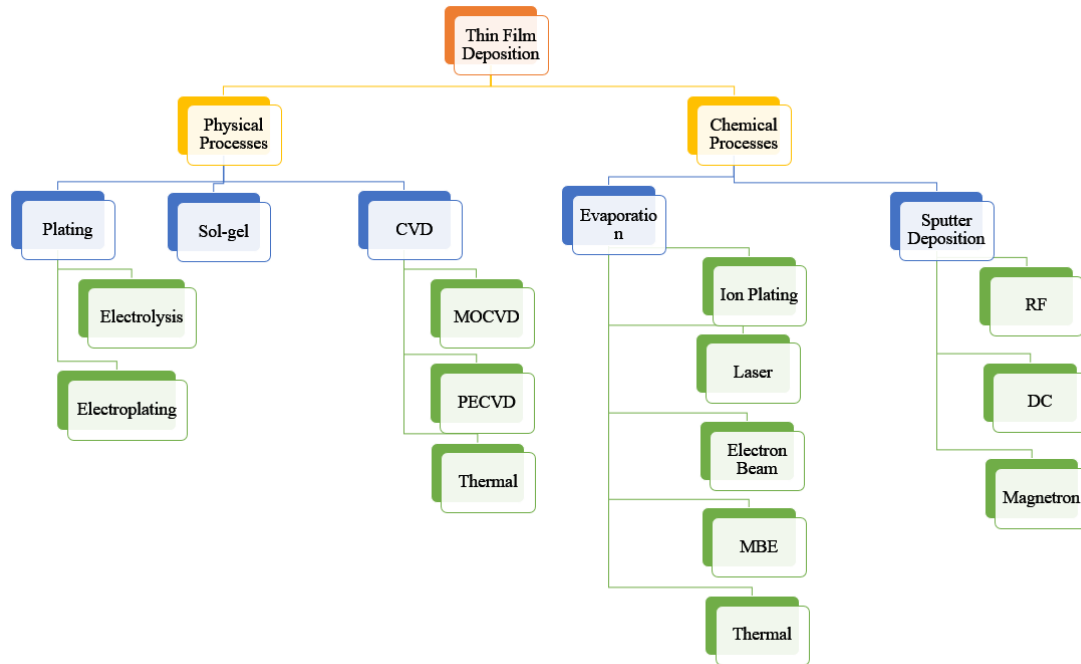 Thin Film
Deposition
Physical
Processes
Chemical
Processes
Plating
Sol-gel
CVD
Evaporatio
n
Sputter
Deposition
Electrolysis
Electroplating
MOCVD
PECVD
Thermal
Ion Plating
Laser
Electron
Beam
MBE
Thermal
RF
DC
Magnetron